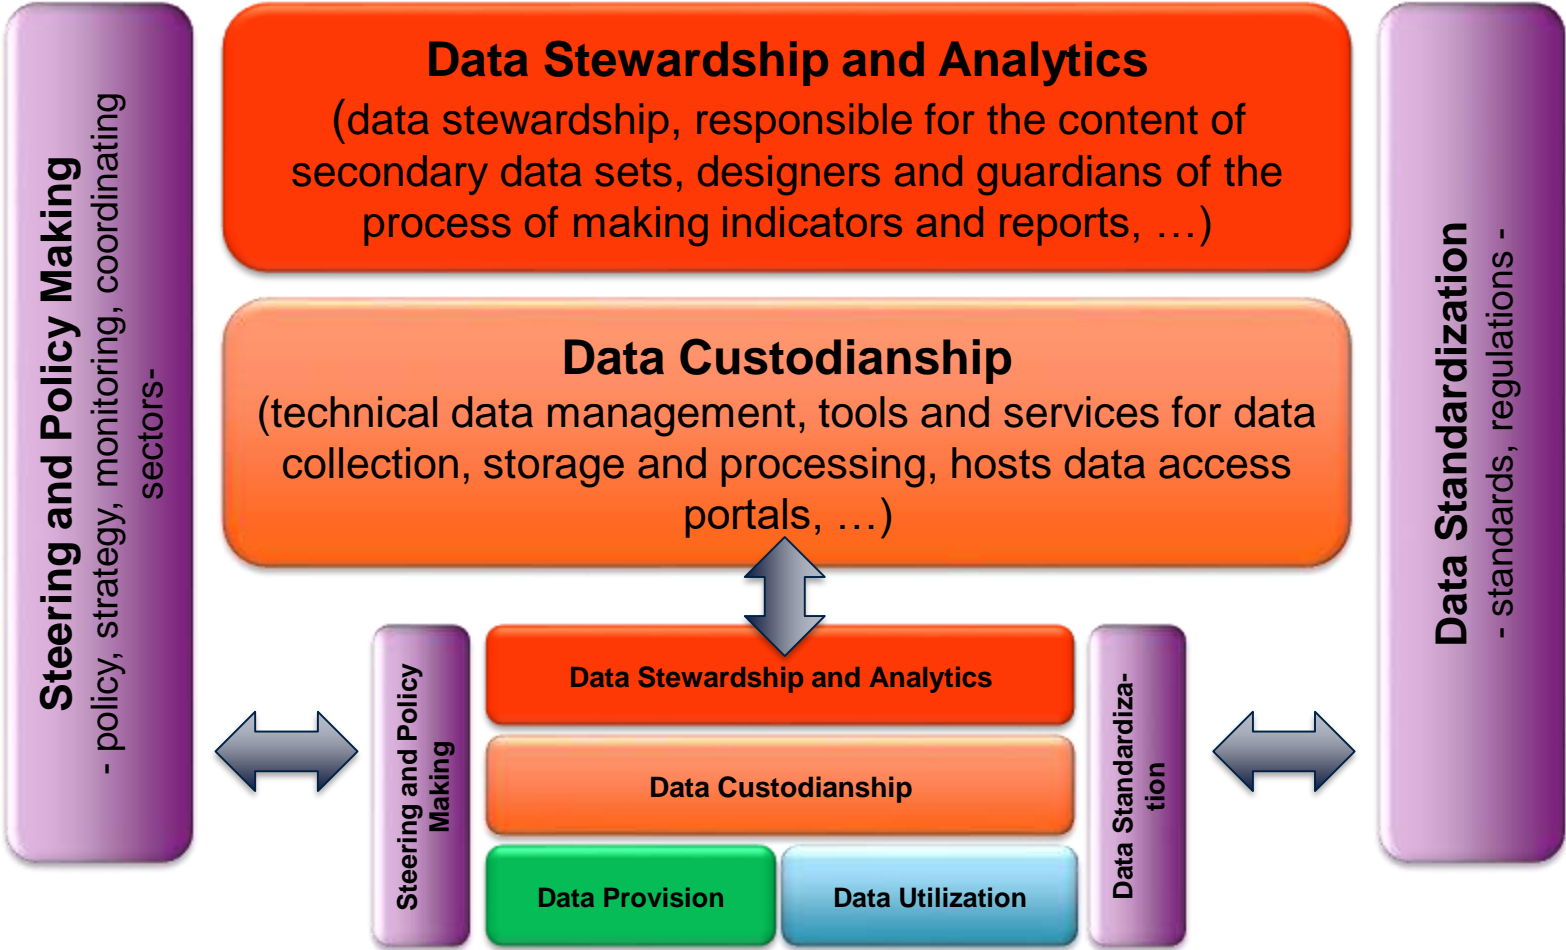 Steering and Policy Making
- policy, strategy, monitoring, coordinating
sectors-
Data Stewardship and Analytics
(data stewardship, responsible for the content of
secondary data sets, designers and guardians of the
process of making indicators and reports, …)
Data Custodianship
(technical data management, tools and services for data
collection, storage and processing, hosts data access
portals, …)
Data Standardization
- standards, regulations -
Steering and Policy
Making
Data Stewardship and Analytics
Data Custodianship
Data Provision
Data Utilization
Data Standardiza-
tion